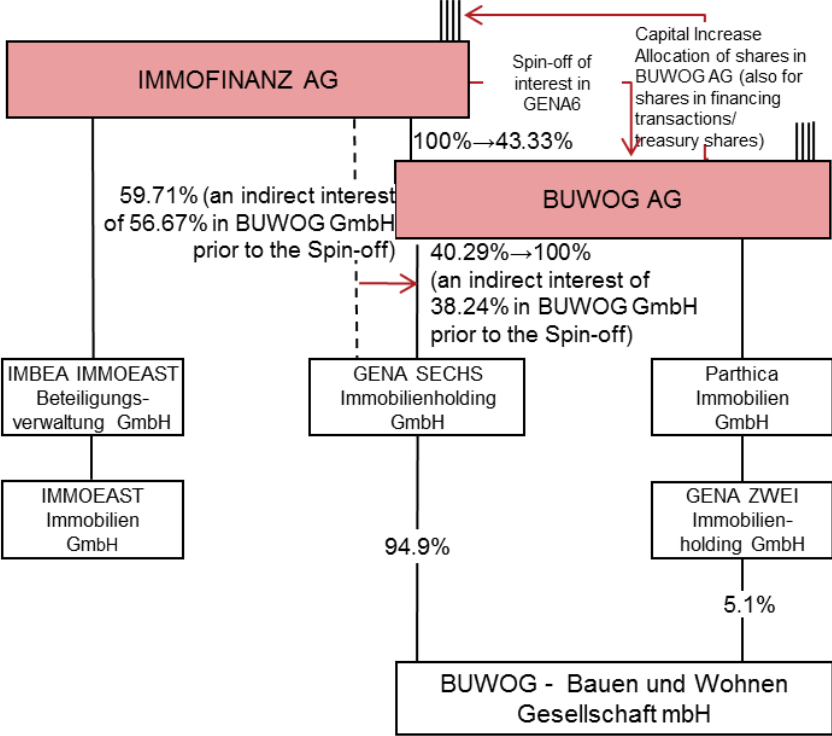 IMMOFINANZ AG
Spin-off of
interest in
GENA6
Capital Increase
Allocation of shares in
BUWOG AG (also for
shares in financing
transactions/
treasury shares)
100%→43.33%
BUWOG AG
59.71% (an indirect interest
of 56.67% in BUWOG GmbH
prior to the Spin-off)
40.29%→100%
(an indirect interest of
38.24% in BUWOG GmbH
prior to the Spin-off)
IMBEA IMMOEAST
Beteiligungs-
verwaltung GmbH
GENA SECHS
Immobilienholding
GmbH
Parthica
Immobilien
GmbH
IMMOEAST
Immobilien
GmbH
GENA ZWEI
Immobilien-
holding GmbH
94.9%
5.1%
BUWOG - Bauen und Wohnen
Gesellschaft mbH